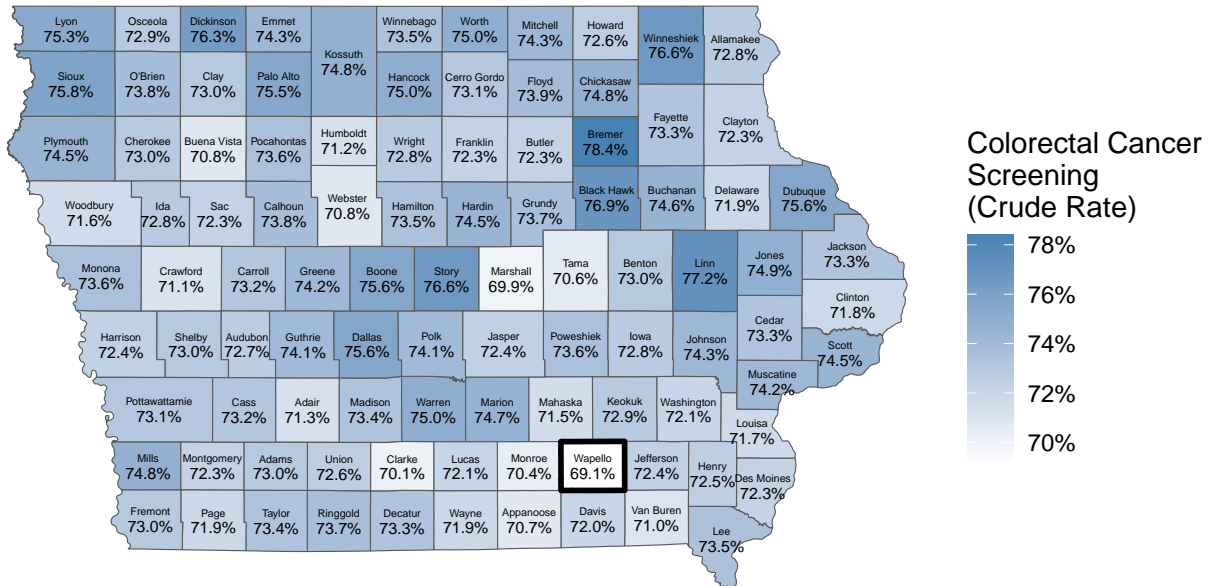 Lyon
75.3%
Osceola
72.9%
Dickinson
76.3%
Emmet
74.3%
Winnebago
73.5%
Worth
75.0%
Mitchell
74.3%
Howard
72.6%
Winneshiek
76.6%
Allamakee
72.8%
Kossuth
74.8%
Sioux
75.8%
O'Brien
73.8%
Clay
73.0%
Palo Alto
75.5%
Hancock
75.0%
Cerro Gordo
73.1%
Floyd
73.9%
Chickasaw
74.8%
Fayette
73.3%
Clayton
72.3%
Plymouth
74.5%
Cherokee
73.0%
Buena Vista
70.8%
Pocahontas
73.6%
Humboldt
71.2%
Wright
72.8%
Franklin
72.3%
Butler
72.3%
Bremer
78.4%
Woodbury
71.6%
Ida
72.8%
Sac
72.3%
Calhoun
73.8%
Webster
70.8%
Hamilton
73.5%
Hardin
74.5%
Grundy
73.7%
Black Hawk
76.9%
Buchanan
74.6%
Delaware
71.9%
Dubuque
75.6%
Monona
73.6%
Crawford
71.1%
Carroll
73.2%
Greene
74.2%
Boone
75.6%
Story
76.6%
Marshall
69.9%
Tama
70.6%
Benton
73.0%
Linn
77.2%
Jones
74.9%
Jackson
73.3%
Clinton
71.8%
Harrison
72.4%
Shelby
73.0%
Audubon
72.7%
Guthrie
74.1%
Dallas
75.6%
Polk
74.1%
Jasper
72.4%
Poweshiek
73.6%
Iowa
72.8%
Johnson
74.3%
Cedar
73.3%
Scott
74.5%
Muscatine
74.2%
Pottawattamie
73.1%
Cass
73.2%
Adair
71.3%
Madison
73.4%
Warren
75.0%
Marion
74.7%
Mahaska
71.5%
Keokuk
72.9%
Washington
72.1%
Louisa
71.7%
Mills
74.8%
Montgomery
72.3%
Adams
73.0%
Union
72.6%
Clarke
70.1%
Lucas
72.1%
Monroe
70.4%
Wapello
69.1%
Jefferson
72.4%
Henry
72.5%
Des Moines
72.3%
Fremont
73.0%
Page
71.9%
Taylor
73.4%
Ringgold
73.7%
Decatur
73.3%
Wayne
71.9%
Appanoose
70.7%
Davis
72.0%
Van Buren
71.0%
Lee
73.5%
Colorectal Cancer
Screening
(Crude Rate)
78%
76%
74%
72%
70%